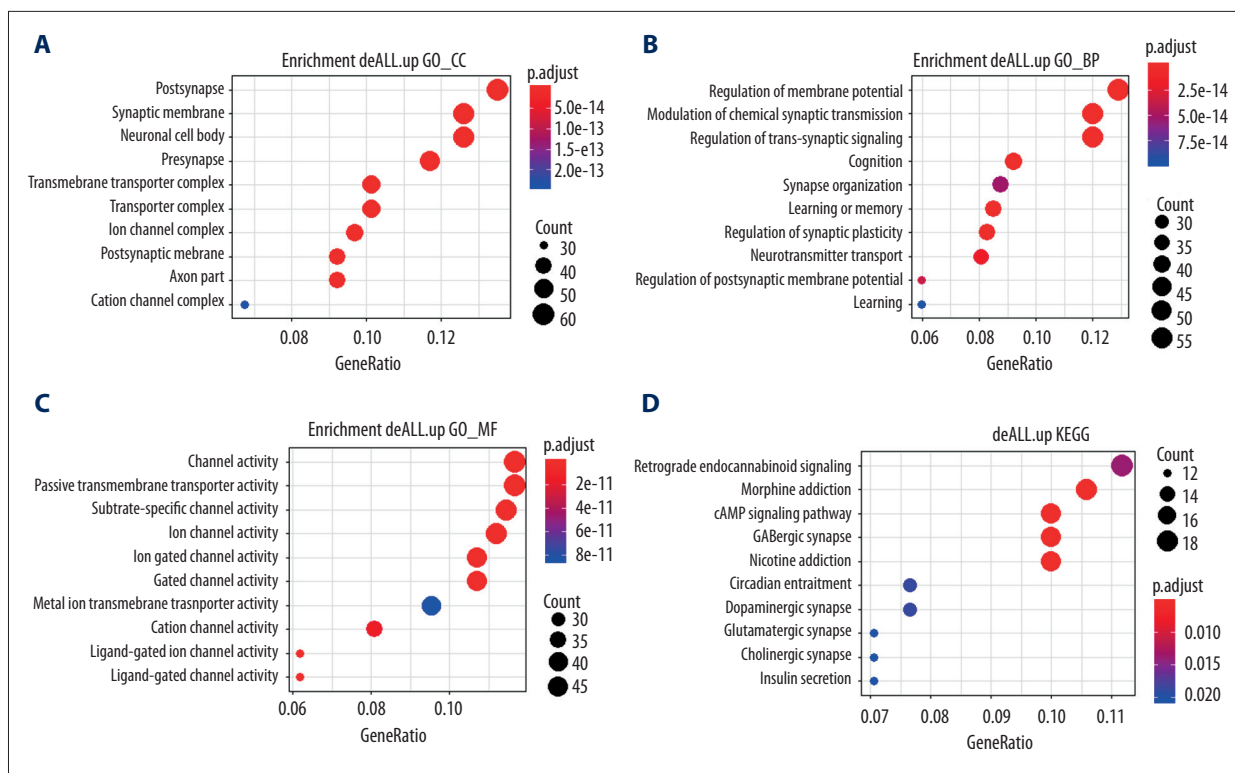 A
Enrichment deALL.up GO_CC
Postsynapse
Synaptic membrane
Neuronal cell body
Presynapse
Transmebrane transporter complex
Transporter complex
Ion channel complex
Postsynaptic mebrane
Axon part
Cation channel complex
0.08 0.10 0.12
GeneRatio
p.adjust
5.0e-14
1.0e-13
1.5e-13
2.0e-13
Count
30
40
50
60
B
Enrichment deALL.up GO_BP
Regulation of membrane potential
Modulation of chemical synaptic transmission
Regulation of trans-synaptic signaling
Cognition
Synapse organization
Learning or memory
Regulation of synaptic plasticity
Neurotransmitter transport
Regulation of postsynaptic membrane potential
Learning
0.06 0.08 0.10 0.12
GeneRatio
p.adjust
2.5e-14
5.0e-14
7.5e-14
Count
30
35
40
45
50
55
C
Enrichment deALL.up GO_MF
Channel activity
Passive transmembrane transporter activity
Subtrate-specific channel activity
Ion channel activity
Ion gated channel activity
Gated channel activity
Metal ion transmebrane trasnporter activity
Cation channel activity
Ligand-gated ion channel activity
Ligand-gated channel activity
0.06 0.08 0.10
GeneRatio
p.adjust
2e-11
4e-11
6e-11
8e-11
Count
30
35
40
45
D
deALL.up KEGG
Retrograde endocannabinoid signaling
Morphine addiction
cAMP signaling pathway
GABergic synapse
Nicotine addiction
Circadian entraitment
Dopaminergic synapse
Glutamatergic synapse
Cholinergic synapse
Insulin secretion
0.07 0.08 0.09 0.10 0.11
GeneRatio
Count
12
14
16
18
p.adjust
0.010
0.015
0.020